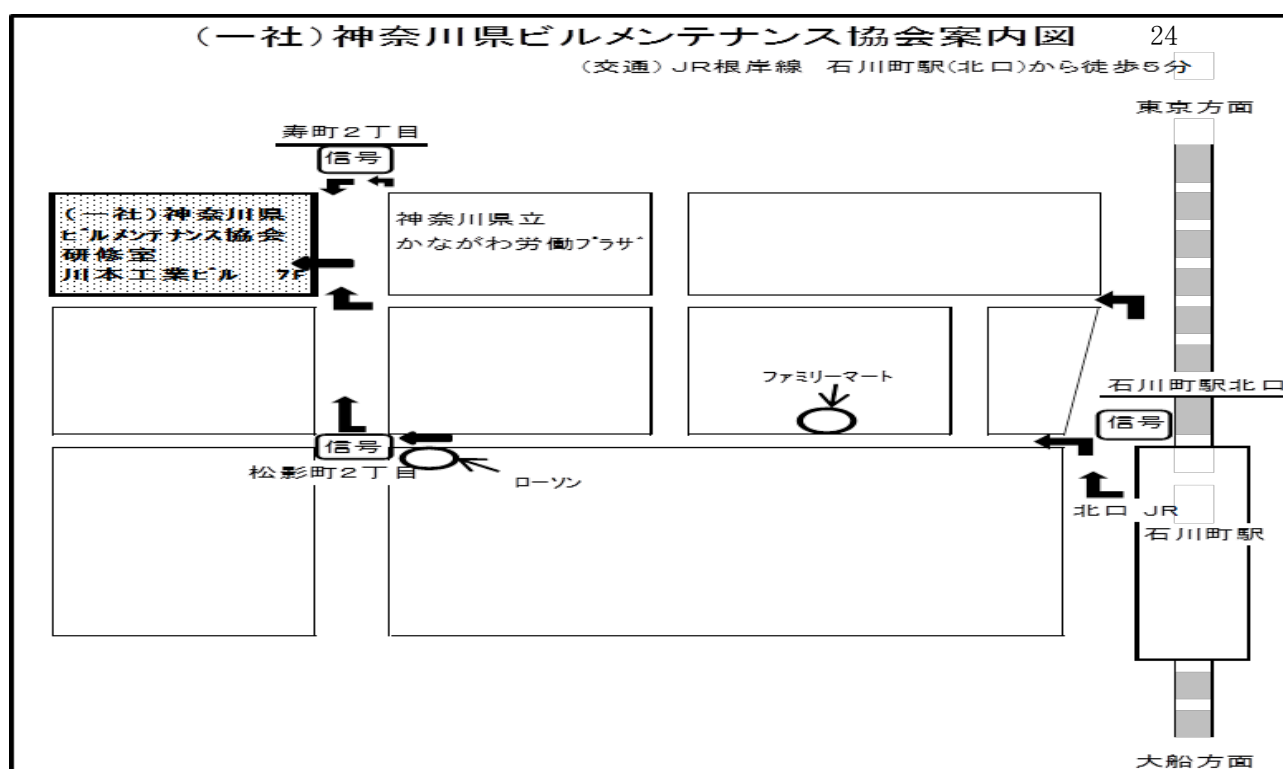 (一社)神奈川県ビルメンテナンス協会案内図 24
(交通)JR根岸線 石川町駅(北口)から徒歩5分
東京方面
寿町2丁目
信号
(一社)神奈川県
ビルメンテナンス協会
研修室
川本工業ビル 7F
神奈川県立
かながわ労働プラザ
ファミリーマート
石川町駅北口
信号
信号
松影町2丁目
ローソン
北口 JR
石川町駅
大船方面